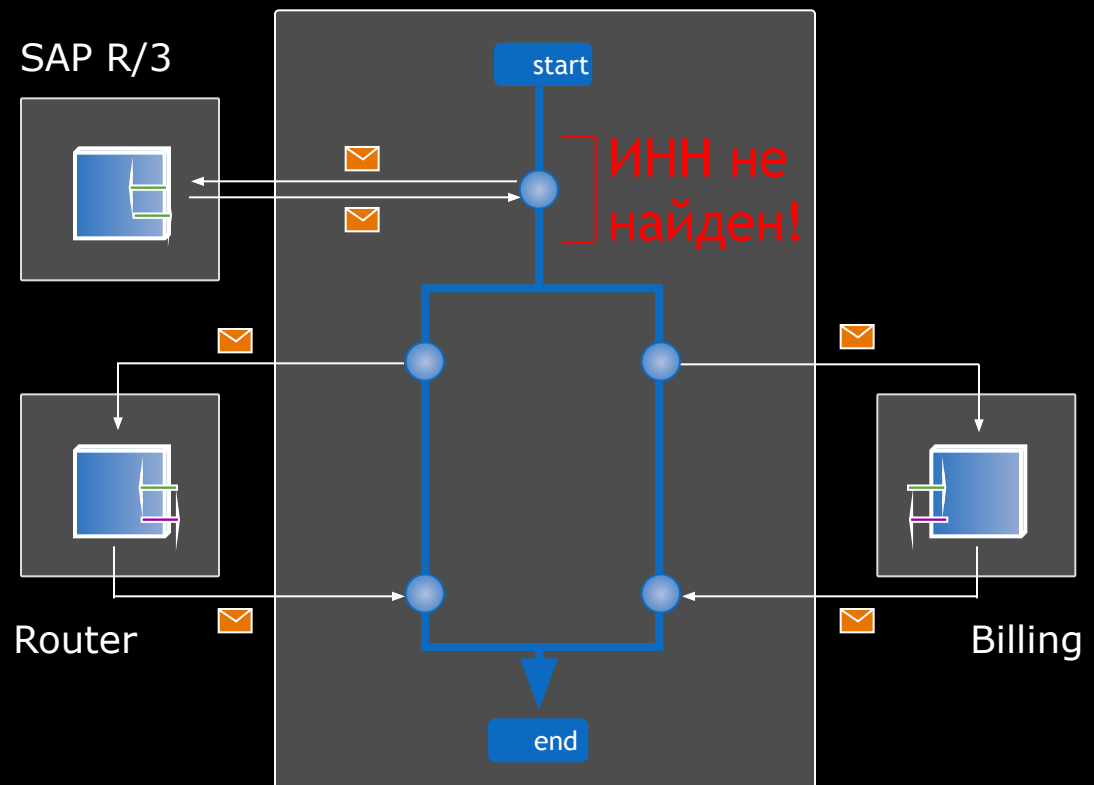 SAP R/3
start
ИНН не
найден!
Router
Billing
end